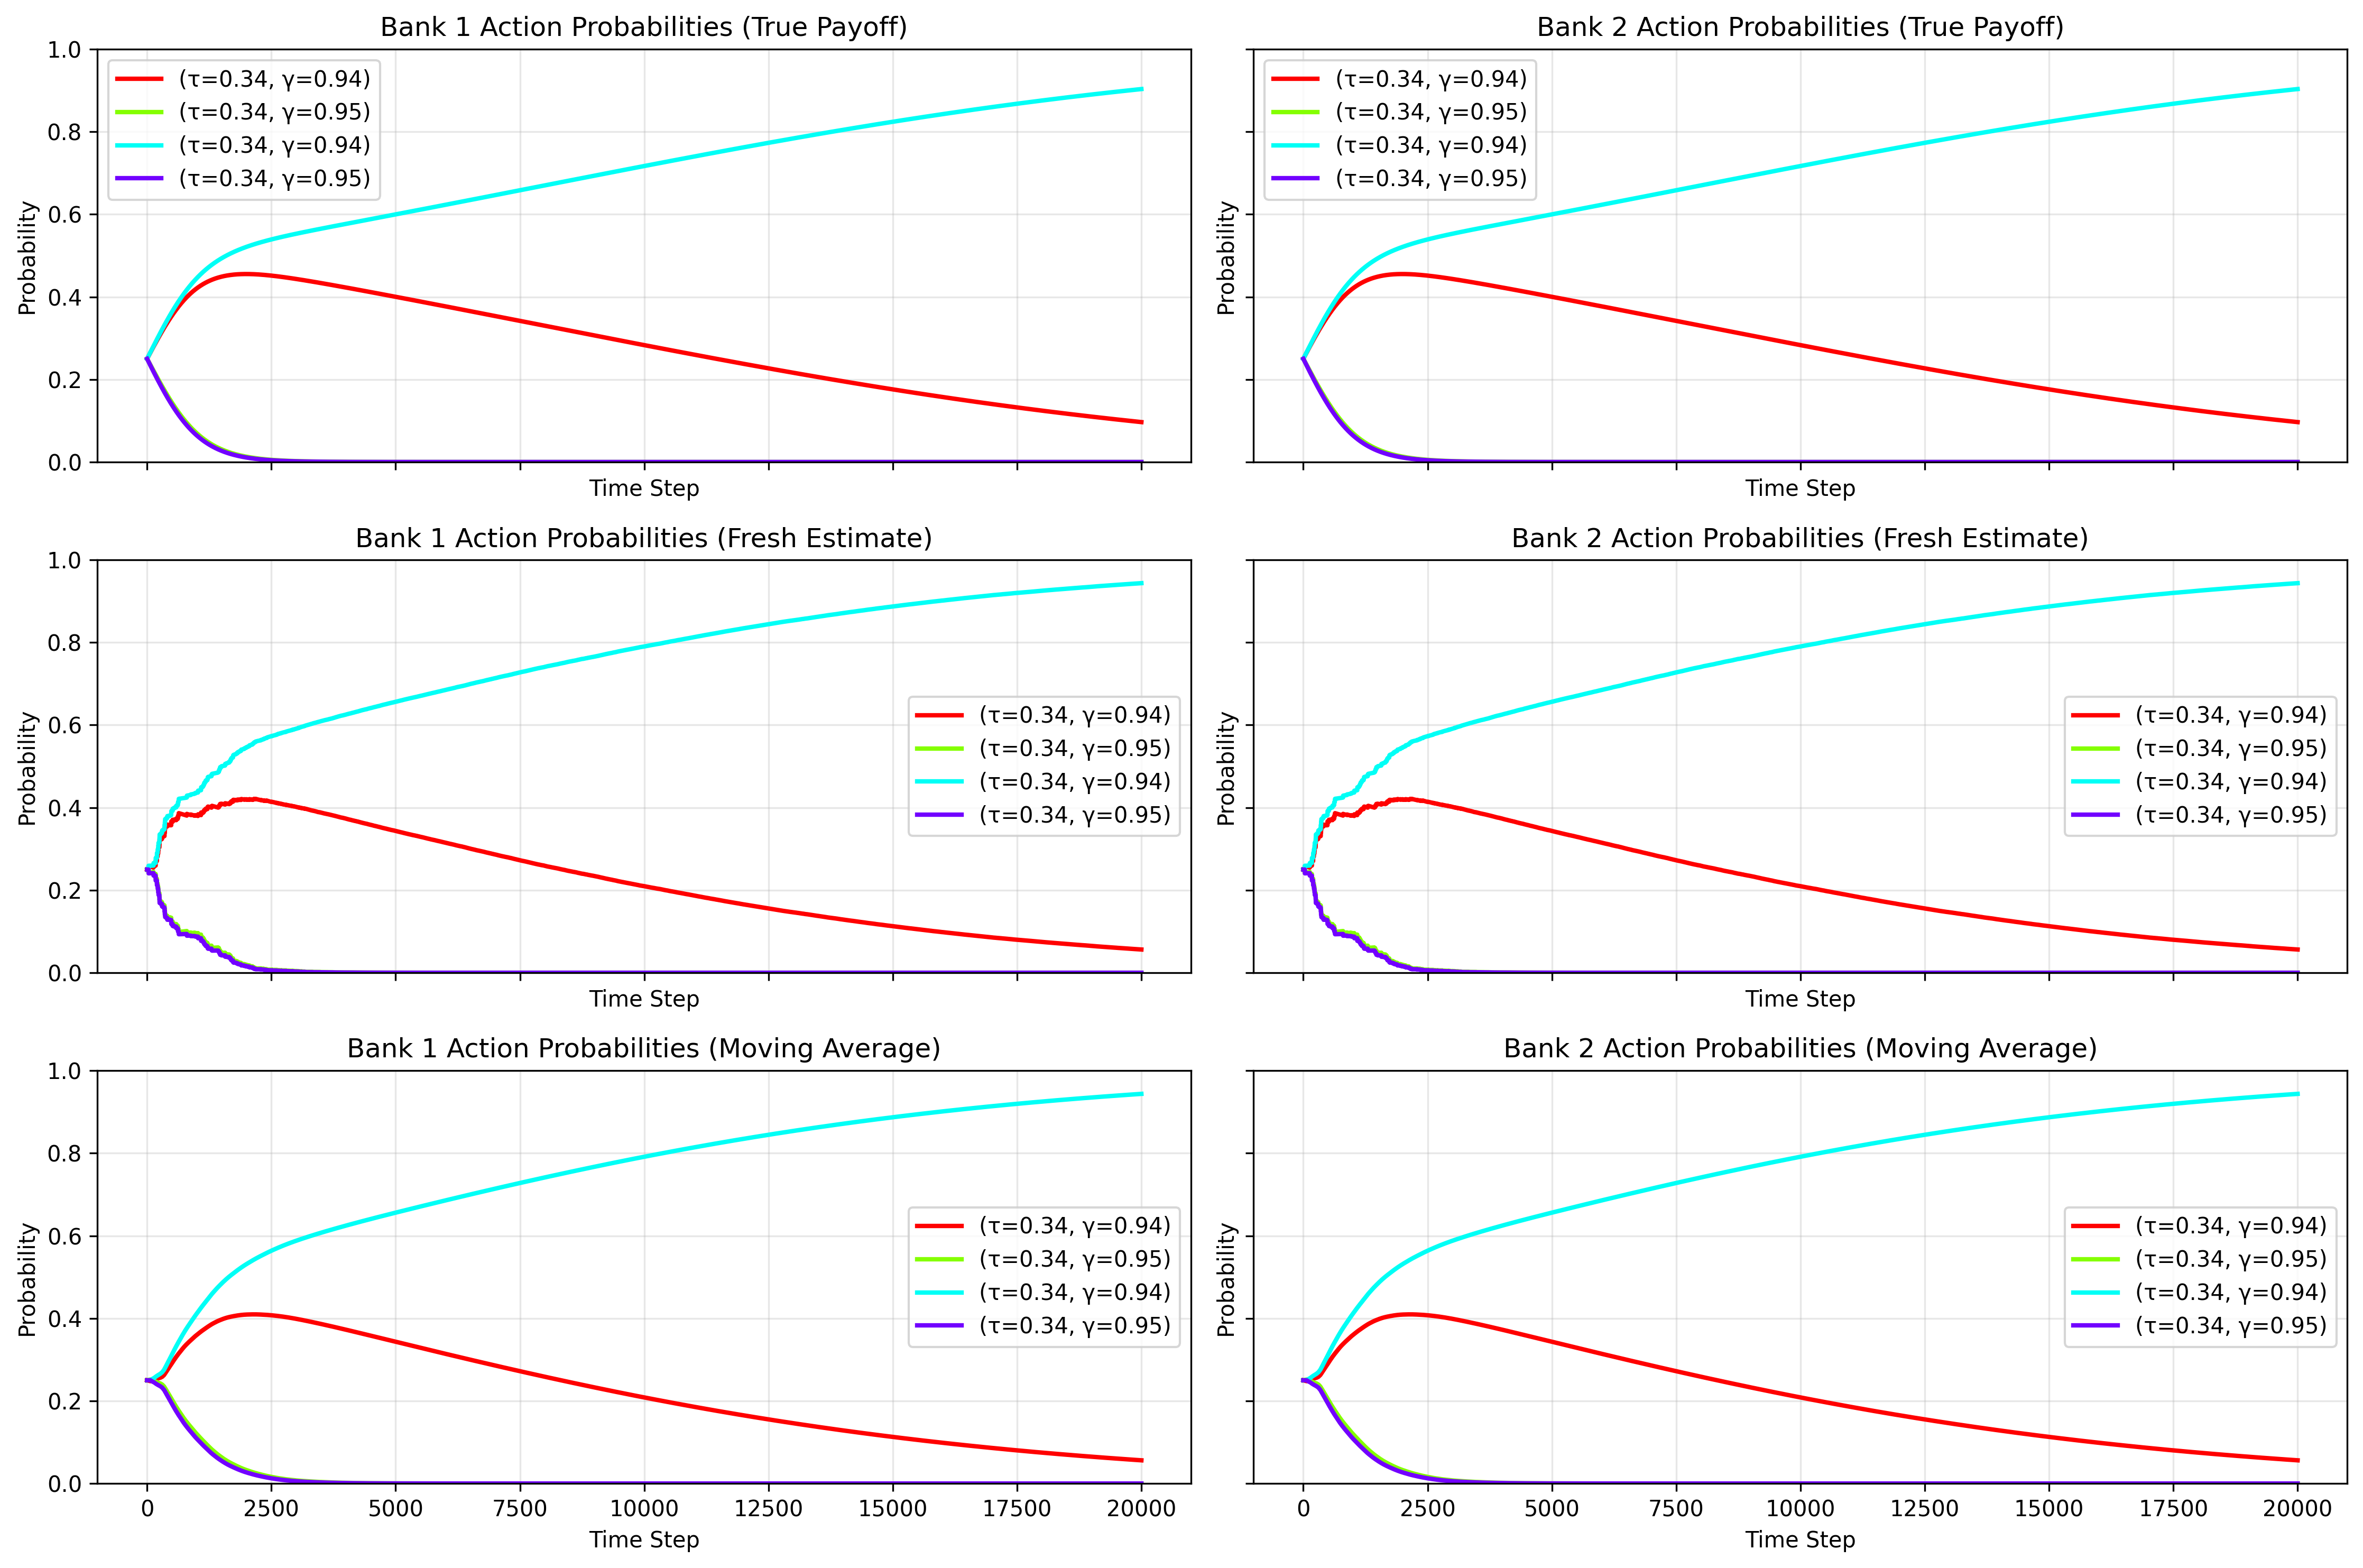 Bank 1 Action Probabilities (True Payoff)
1.0
0.8
0.6
0.4
0.2
0.0
Probability
(τ=0.34, γ=0.94)
(τ=0.34, γ=0.95)
(τ=0.34, γ=0.94)
(τ=0.34, γ=0.95)
Time Step
Bank 2 Action Probabilities (True Payoff)
Probability
(τ=0.34, γ=0.94)
(τ=0.34, γ=0.95)
(τ=0.34, γ=0.94)
(τ=0.34, γ=0.95)
Time Step
Bank 1 Action Probabilities (Fresh Estimate)
1.0
0.8
0.6
0.4
0.2
0.0
Probability
(τ=0.34, γ=0.94)
(τ=0.34, γ=0.95)
(τ=0.34, γ=0.94)
(τ=0.34, γ=0.95)
Time Step
Bank 2 Action Probabilities (Fresh Estimate)
Probability
(τ=0.34, γ=0.94)
(τ=0.34, γ=0.95)
(τ=0.34, γ=0.94)
(τ=0.34, γ=0.95)
Time Step
Bank 1 Action Probabilities (Moving Average)
1.0
0.8
0.6
0.4
0.2
0.0
Probability
(τ=0.34, γ=0.94)
(τ=0.34, γ=0.95)
(τ=0.34, γ=0.94)
(τ=0.34, γ=0.95)
0 2500 5000 7500 10000 12500 15000 17500 20000
Time Step
Bank 2 Action Probabilities (Moving Average)
Probability
(τ=0.34, γ=0.94)
(τ=0.34, γ=0.95)
(τ=0.34, γ=0.94)
(τ=0.34, γ=0.95)
0 2500 5000 7500 10000 12500 15000 17500 20000
Time Step